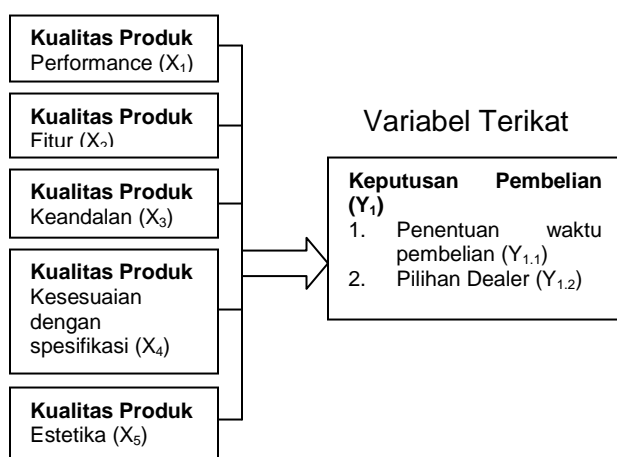 Kualitas Produk
Performance (X₁)
Kualitas Produk
Fitur (X₂)
Kualitas Produk
Keandalan (X₃)
Kualitas Produk
Kesesuaian
dengan
spesifikasi (X₄)
Kualitas Produk
Estetika (X₅)
Variabel Terikat
Keputusan Pembelian
(Y₁)
1. Penentuan waktu
pembelian (Y₁.₁)
2. Pilihan Dealer (Y₁.₂)